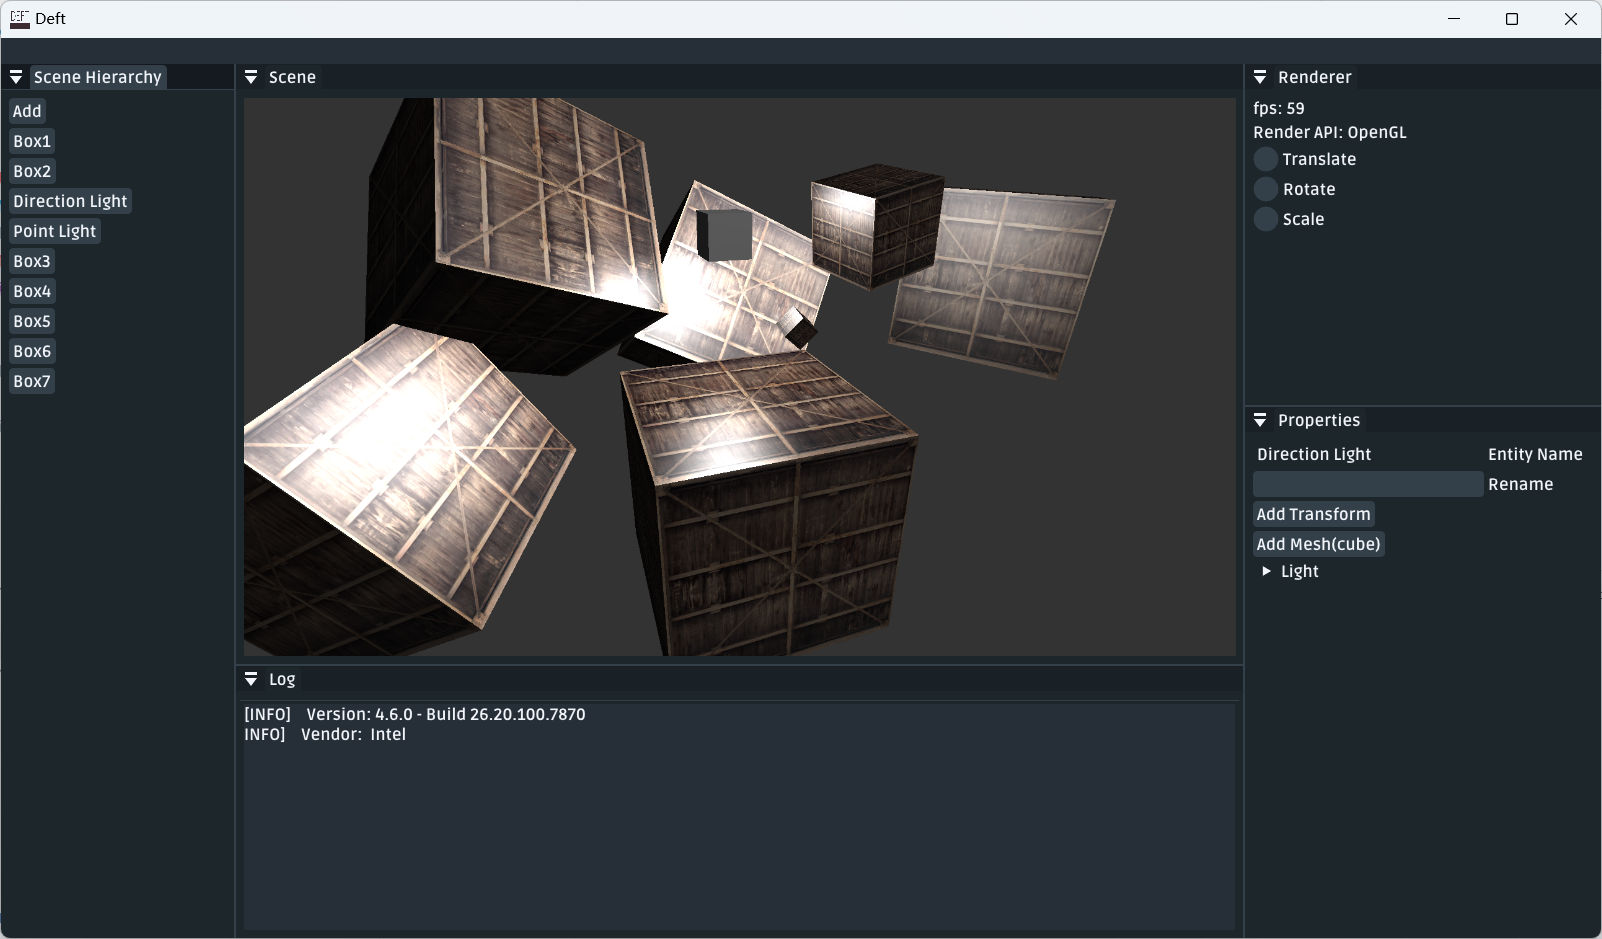 DEFT Deft
Scene Hierarchy
Add
Box1
Box2
Direction Light
Point Light
Box3
Box4
Box5
Box6
Box7
Scene
Log
[INFO] Version: 4.6.0 - Build 26.20.100.7870
INFO] Vendor: Intel
Renderer
fps: 59
Render API: OpenGL
Translate
Rotate
Scale
Properties
Direction Light Entity Name
Rename
Add Transform
Add Mesh(cube)
Light